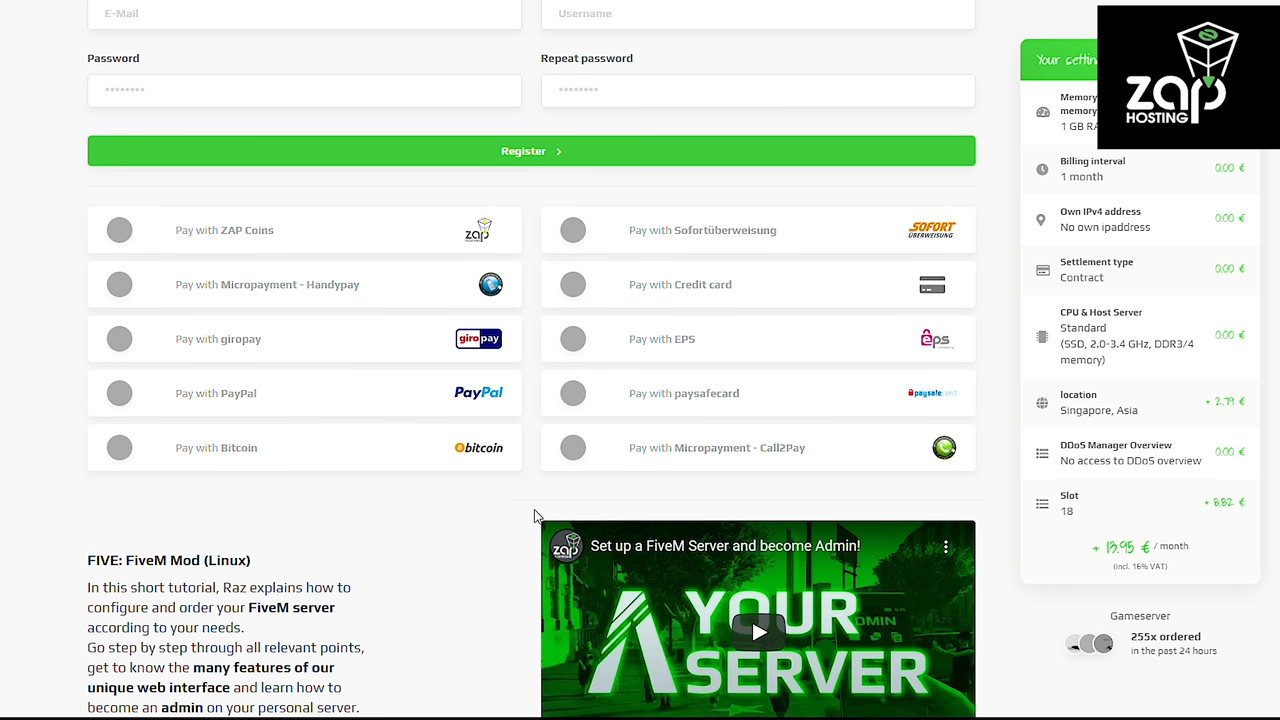 E-Mail
Username
Password
Repeat password
••••••••
••••••••
Register
Pay with ZAP Coins
zap
HOSTING
Pay with Sofortüberweisung
SOFORT
ÜBERWEISUNG
Pay with Micropayment - Handypay
Pay with Credit card
Pay with giropay
giropay
Pay with EPS
eps
Pay with PayPal
PayPal
Pay with paysafecard
paysafecard
Pay with Bitcoin
bitcoin
Pay with Micropayment - Call2Pay
FIVE: FiveM Mod (Linux)
In this short tutorial, Raz explains how to
configure and order your FiveM server
according to your needs.
Go step by step through all relevant points,
get to know the many features of our
unique web interface and learn how to
become an admin on your personal server.
zap
Set up a FiveM Server and become Admin!
YOUR
DMIN
SERVER
zap
HOSTING
Your settin
Memory
memory
1 GB RA
Billing interval
1 month
0.00 €
Own IPv4 address
No own ipaddress
0.00 €
Settlement type
Contract
0.00 €
CPU & Host Server
Standard
(SSD, 2.0-3.4 GHz, DDR3/4
memory)
0.00 €
location
Singapore, Asia
+ 2.79 €
DDoS Manager Overview
No access to DDoS overview
0.00 €
Slot
18
+ 8.82 €
+ 13.95 € / month
(incl. 16% VAT)
Gameserver
255x ordered
in the past 24 hours